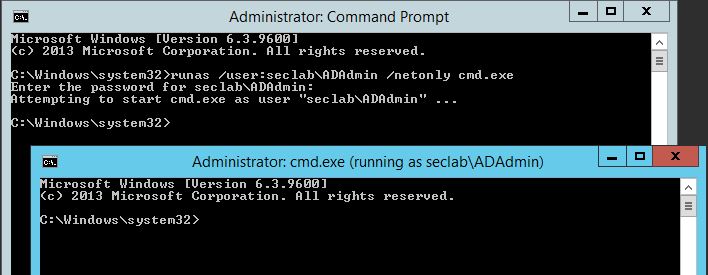 Administrator: Command Prompt
Microsoft Windows [Version 6.3.9600]
(c) 2013 Microsoft Corporation. All rights reserved.
C:\Windows\system32>runas /user:seclab\ADAdmin /netonly cmd.exe
Enter the password for seclab\ADAdmin:
Attempting to start cmd.exe as user "seclab\ADAdmin" ...
C:\Windows\system32>
Administrator: cmd.exe (running as seclab\ADAdmin)
Microsoft Windows [Version 6.3.9600]
(c) 2013 Microsoft Corporation. All rights reserved.
C:\Windows\system32>